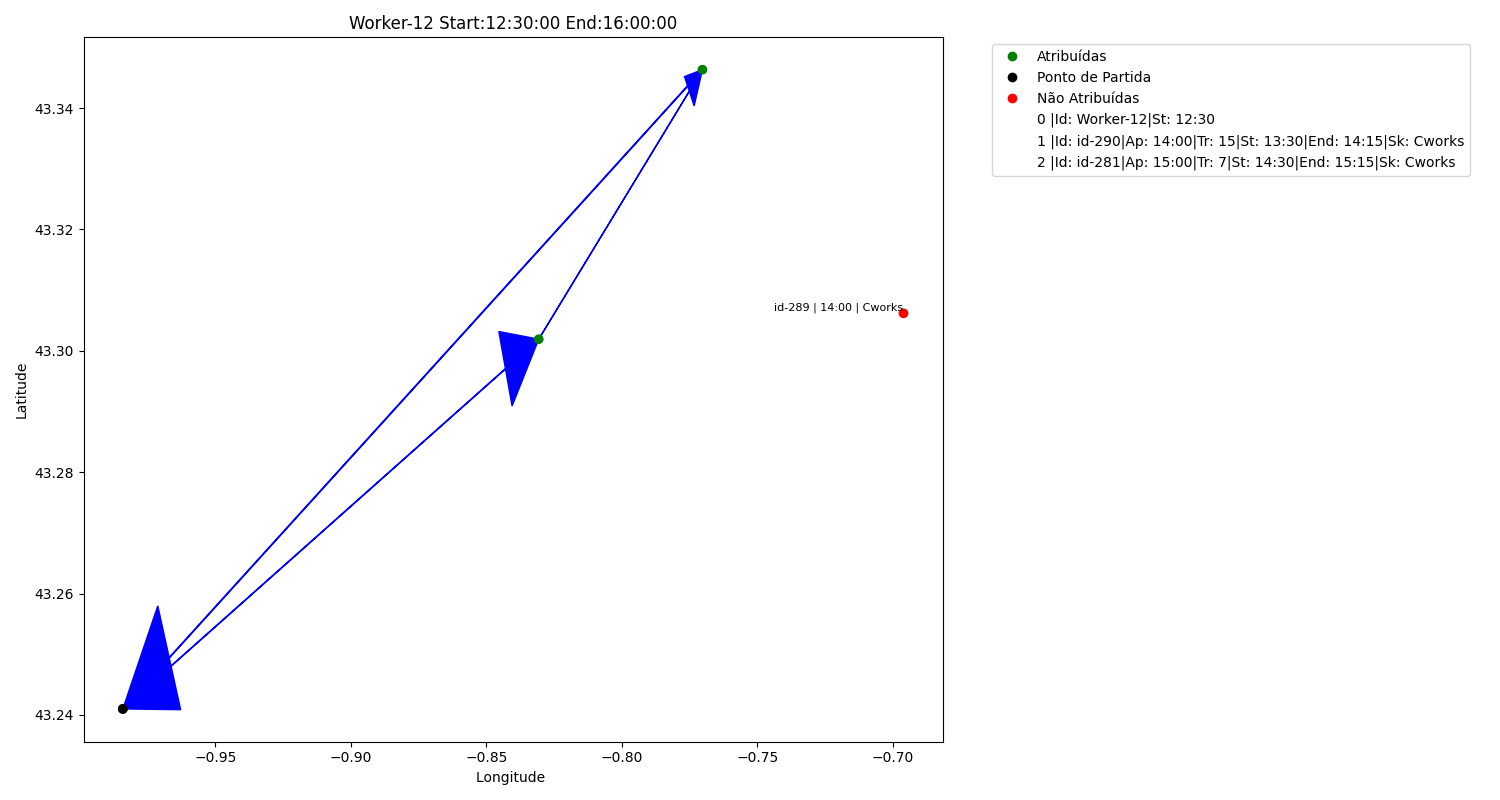 Worker-12 Start:12:30:00 End:16:00:00
Atribuídas
Ponto de Partida
Não Atribuídas
0 |Id: Worker-12|St: 12:30
1 |Id: id-290|Ap: 14:00|Tr: 15|St: 13:30|End: 14:15|Sk: Cworks
2 |Id: id-281|Ap: 15:00|Tr: 7|St: 14:30|End: 15:15|Sk: Cworks
43.34
43.32
43.30
43.28
43.26
43.24
Latitude
id-289 | 14:00 | Cworks
−0.95
−0.90
−0.85
−0.80
−0.75
−0.70
Longitude